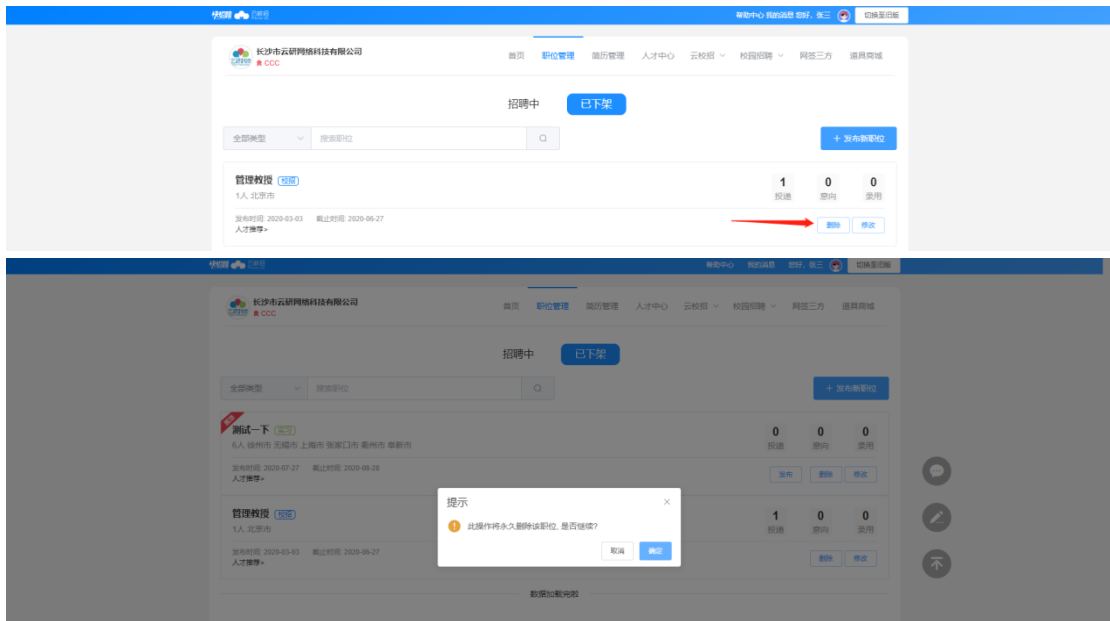 快招聘 云就招
帮助中心 我的消息 您好，张三 切换至旧版
长沙市云研网络科技有限公司
CCC
首页 职位管理 简历管理 人才中心 云校招 校园招聘 网签三方 道具商城
招聘中 已下架
全部类型 搜索职位 + 发布新职位
管理教授 校招
1人 北京市
1 0 0
投递 意向 录用
发布时间: 2020-03-03 截止时间: 2020-06-27
人才推荐>
删除 修改
帮助中心 我的消息 您好，张三 切换至旧版
长沙市云研网络科技有限公司
CCC
首页 职位管理 简历管理 人才中心 云校招 校园招聘 网签三方 道具商城
招聘中 已下架
全部类型 搜索职位 + 发布新职位
测试一下 实习
6人 徐州市 无锡市 上海市 张家口市 亳州市 阜新市
0 0 0
投递 意向 录用
发布时间: 2020-07-27 截止时间: 2020-08-28
人才推荐>
发布 删除 修改
提示
此操作将永久删除该职位, 是否继续?
取消 确定
管理教授 校招
1人 北京市
1 0 0
投递 意向 录用
发布时间: 2020-03-03 截止时间: 2020-06-27
人才推荐>
删除 修改
数据加载完啦